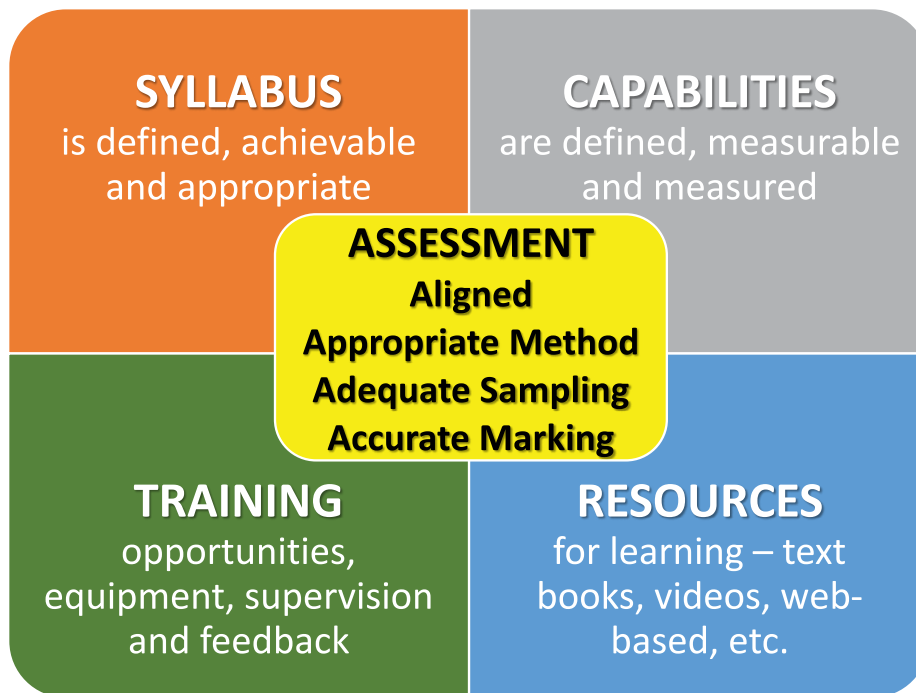 SYLLABUS
is defined, achievable
and appropriate
CAPABILITIES
are defined, measurable
and measured
ASSESSMENT
Aligned
Appropriate Method
Adequate Sampling
Accurate Marking
TRAINING
opportunities,
equipment, supervision
and feedback
RESOURCES
for learning – text
books, videos, web-
based, etc.